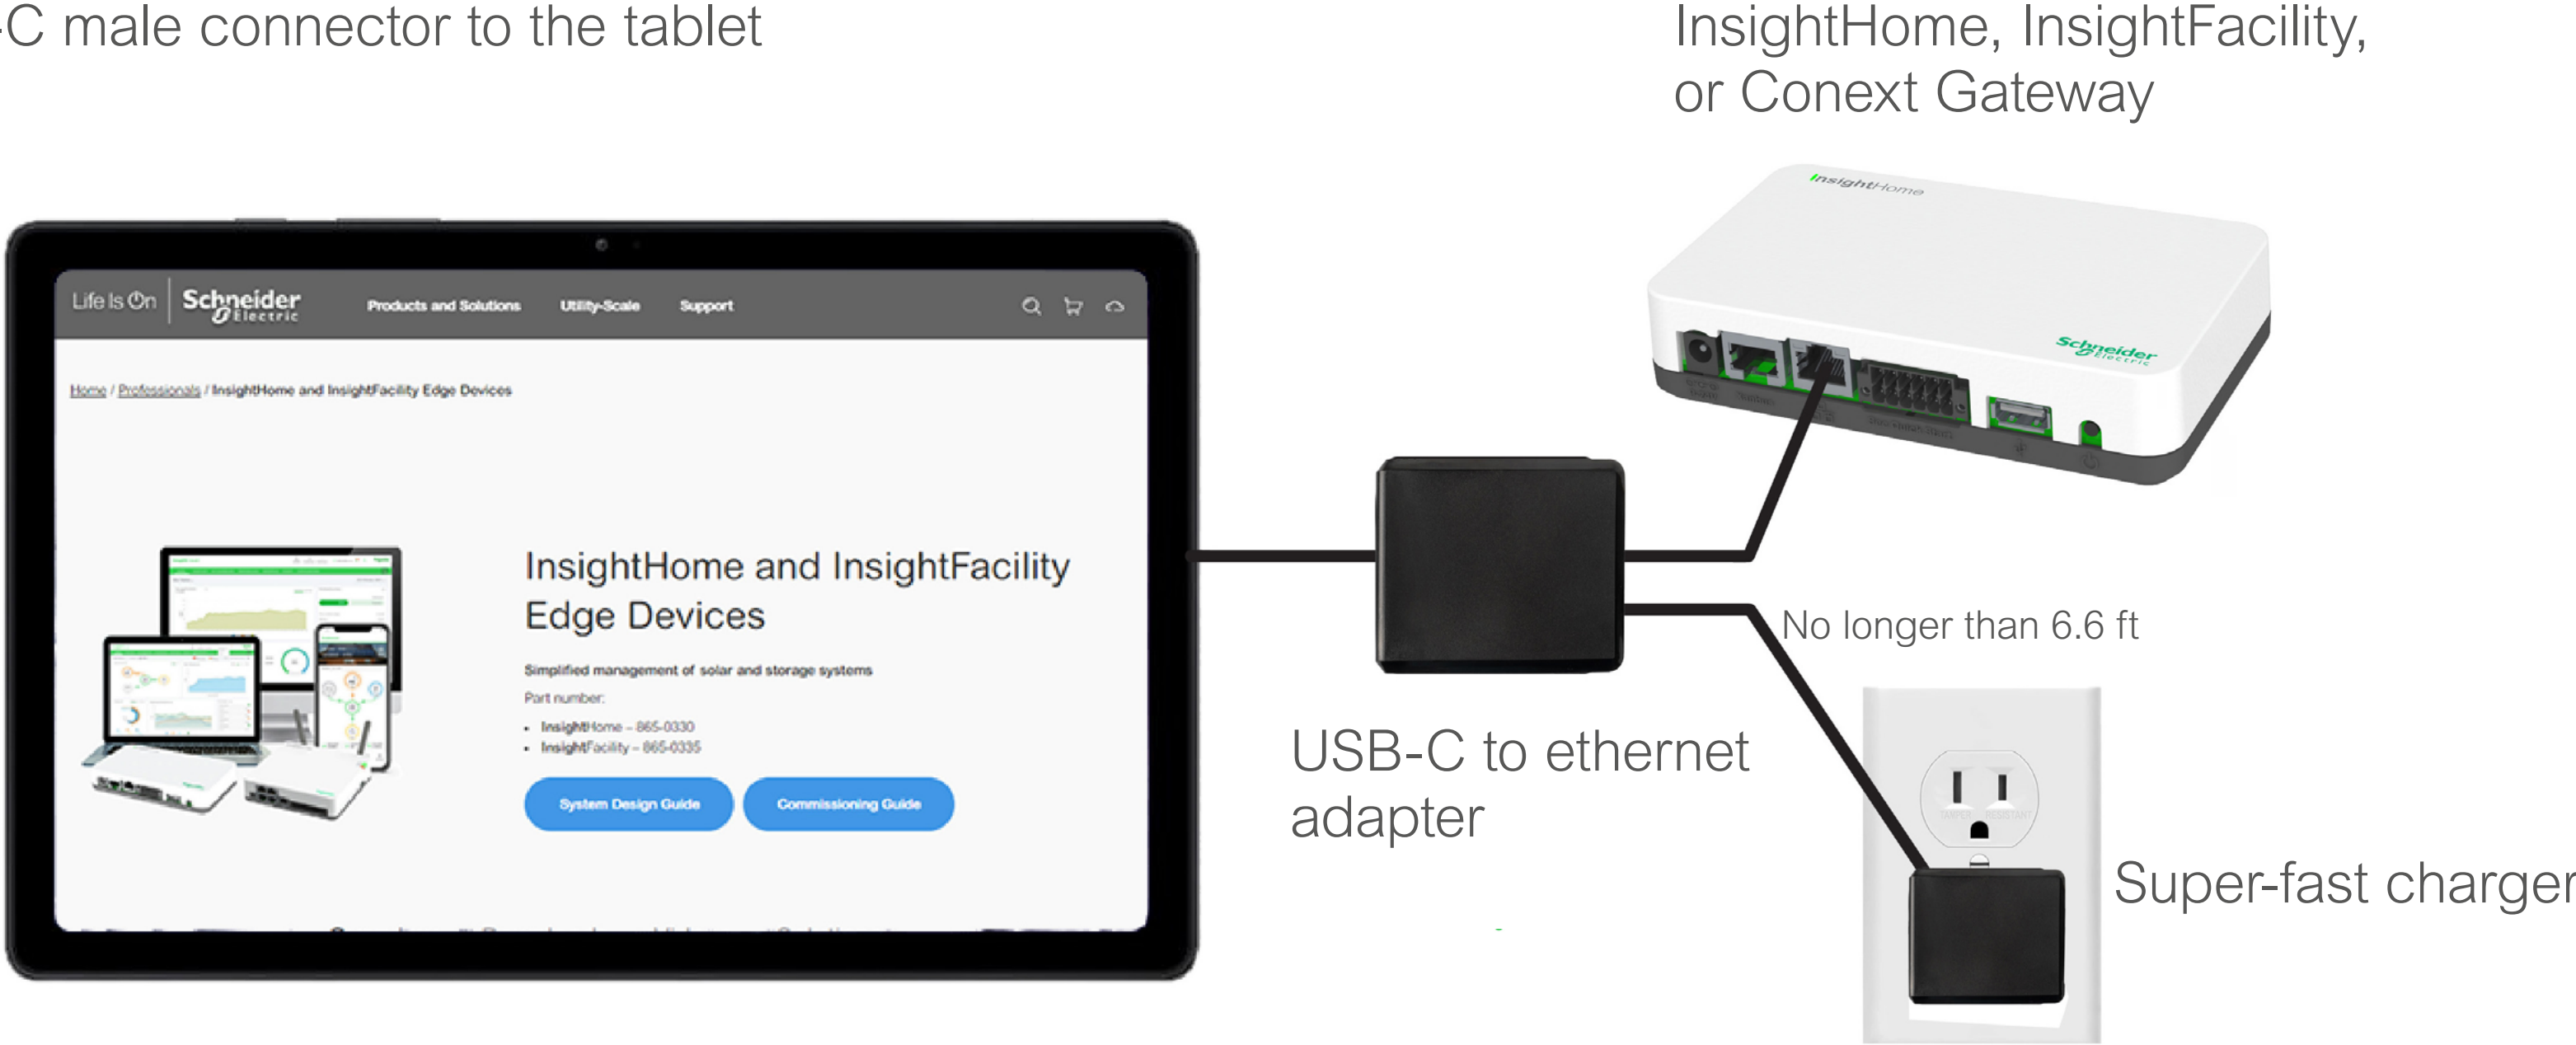 -C male connector to the tablet
InsightHome, InsightFacility,
or Conext Gateway
InsightHome
Schneider
Electric
Life Is On
Schneider
Electric
Products and Solutions
Utility-Scale
Support
Home / Professionals / InsightHome and InsightFacility Edge Devices
InsightHome and InsightFacility
Edge Devices
Simplified management of solar and storage systems
Part number:
• InsightHome – 865-0330
• InsightFacility – 865-0335
System Design Guide
Commissioning Guide
No longer than 6.6 ft
USB-C to ethernet
adapter
TAMPER RESISTANT
Super-fast charger